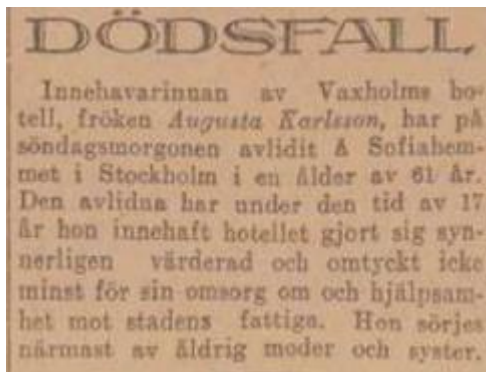 DÖDSFALL.
Innehavarinnan av Vaxholms ho-
tell, fröken Augusta Karlsson, har på
söndagsmorgonen avlidit å Sofiahem-
met i Stockholm i en ålder av 61 år.
Den avlidna har under den tid av 17
år hon innehaft hotellet gjort sig syn-
nerligen värderad och omtyckt icke
minst för sin omsorg om och hjälpsam-
het mot stadens fattiga. Hon sörjes
närmast av åldrig moder och syster.